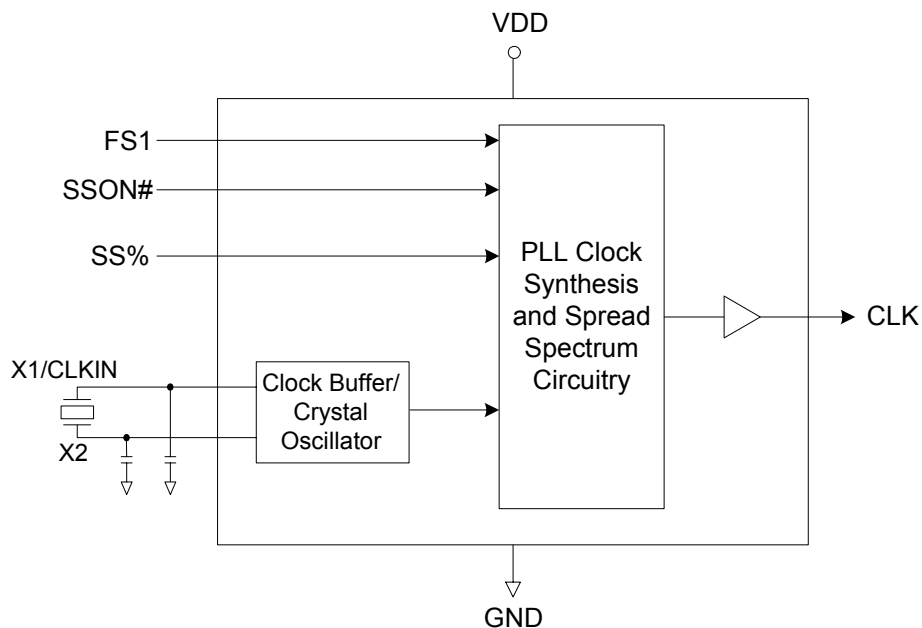 VDD
FS1
SSON#
SS%
PLL Clock
Synthesis
and Spread
Spectrum
Circuitry
CLK
X1/CLKIN
X2
Clock Buffer/
Crystal
Oscillator
GND